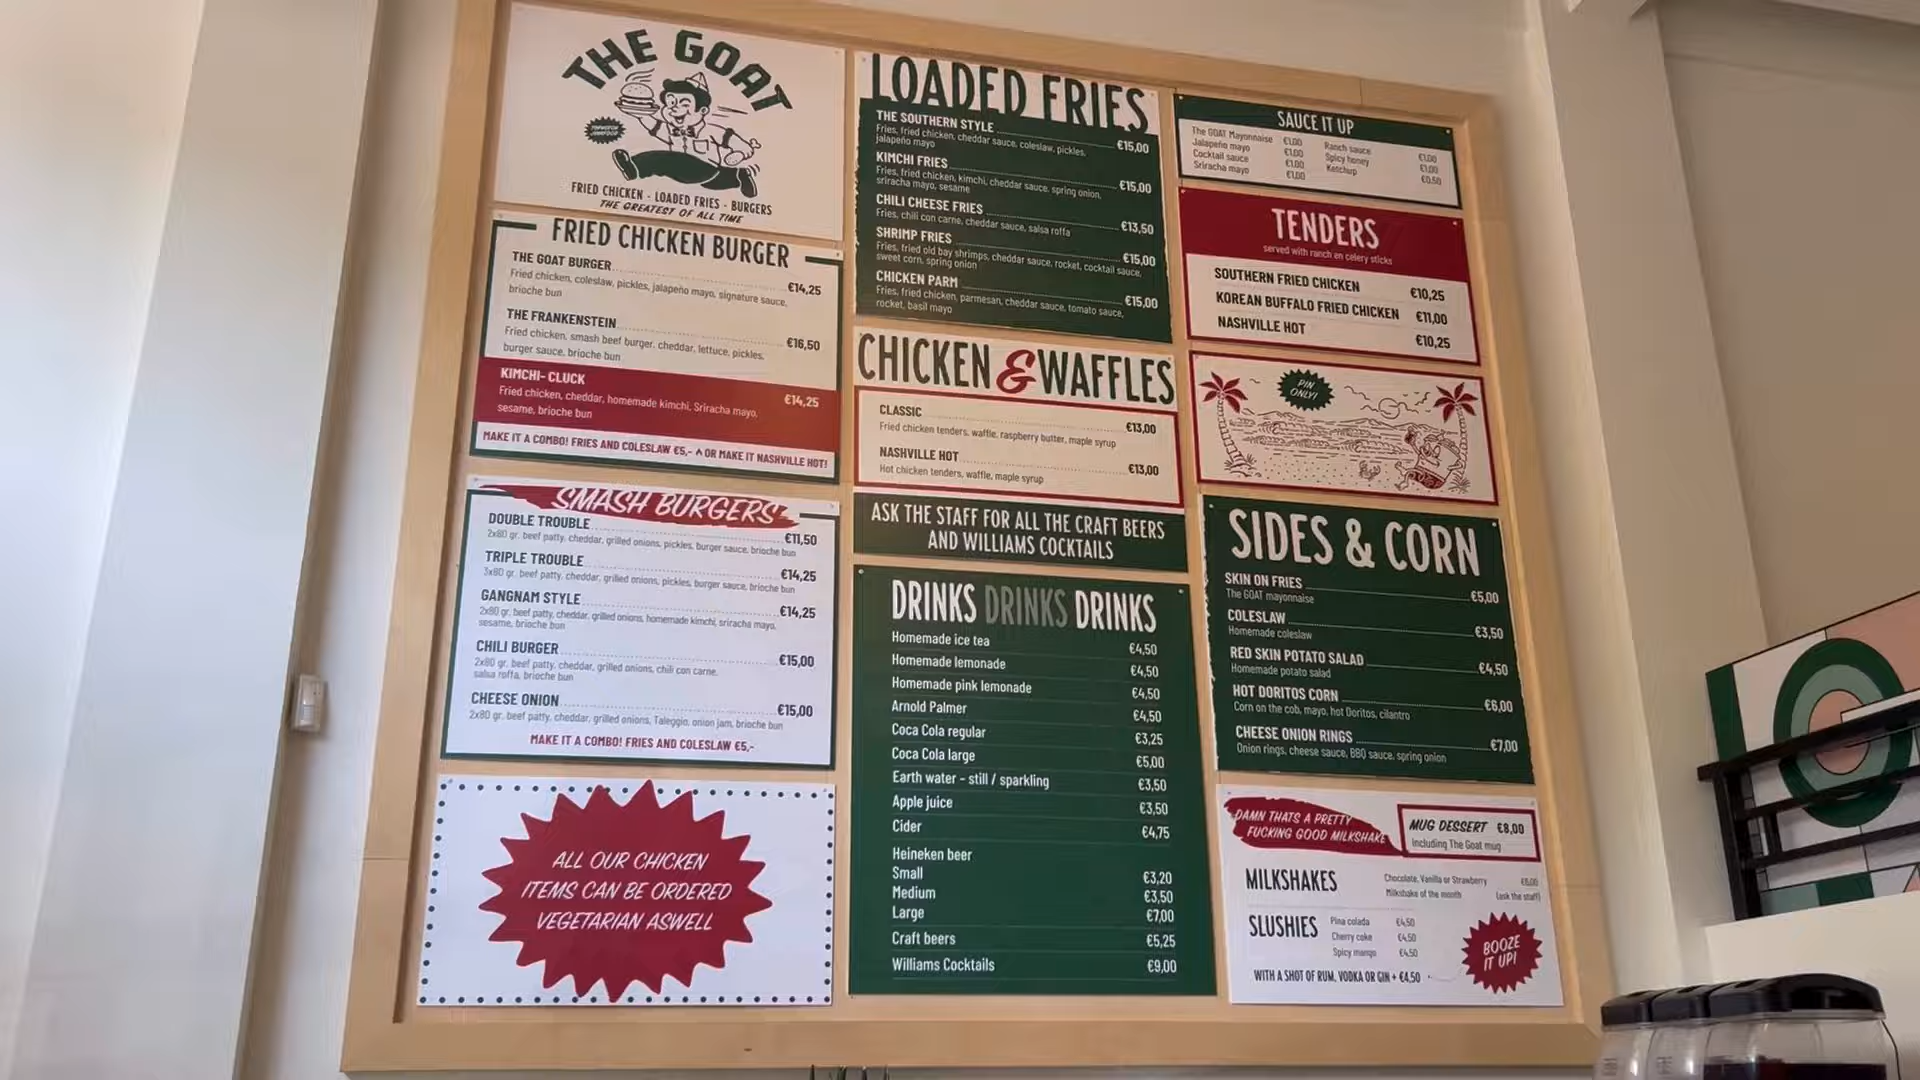 THE GOAT
FRIED CHICKEN - LOADED FRIES - BURGERS
THE GREATEST OF ALL TIME
FRIED CHICKEN BURGER
THE GOAT BURGER €14,25
Fried chicken, coleslaw, pickles, jalapeño mayo, signature sauce,
brioche bun
THE FRANKENSTEIN €16,50
Fried chicken, smash beef burger, cheddar, lettuce, pickles,
burger sauce, brioche bun
KIMCHI- CLUCK €14,25
Fried chicken, cheddar, homemade kimchi, Sriracha mayo,
sesame, brioche bun
MAKE IT A COMBO! FRIES AND COLESLAW €5,- OR MAKE IT NASHVILLE HOT!
SMASH BURGERS
DOUBLE TROUBLE €11,50
2x80 gr. beef patty, cheddar, grilled onions, pickles, burger sauce, brioche bun
TRIPLE TROUBLE €14,25
3x80 gr. beef patty, cheddar, grilled onions, pickles, burger sauce, brioche bun
GANGNAM STYLE €14,25
2x80 gr. beef patty, cheddar, grilled onions, homemade kimchi, sriracha mayo,
sesame, brioche bun
CHILI BURGER €15,00
2x80 gr. beef patty, cheddar, grilled onions, chili con carne,
salsa roffa, brioche bun
CHEESE ONION €15,00
2x80 gr. beef patty, cheddar, grilled onions, Taleggio, onion jam, brioche bun
MAKE IT A COMBO! FRIES AND COLESLAW €5,-
ALL OUR CHICKEN
ITEMS CAN BE ORDERED
VEGETARIAN ASWELL
LOADED FRIES
THE SOUTHERN STYLE €15,00
Fries, fried chicken, cheddar sauce, coleslaw, pickles,
jalapeño mayo
KIMCHI FRIES €15,00
Fries, fried chicken, kimchi, cheddar sauce, spring onion,
sriracha mayo, sesame
CHILI CHEESE FRIES €13,50
Fries, chili con carne, cheddar sauce, salsa roffa
SHRIMP FRIES €15,00
Fries, fried old bay shrimps, cheddar sauce, rocket, cocktail sauce,
sweet corn, spring onion
CHICKEN PARM €15,00
Fries, fried chicken, parmesan, cheddar sauce, tomato sauce,
rocket, basil mayo
CHICKEN & WAFFLES
CLASSIC €13,00
Fried chicken tenders, waffle, raspberry butter, maple syrup
NASHVILLE HOT €13,00
Hot chicken tenders, waffle, maple syrup
ASK THE STAFF FOR ALL THE CRAFT BEERS
AND WILLIAMS COCKTAILS
DRINKS DRINKS DRINKS
Homemade ice tea €4,50
Homemade lemonade €4,50
Homemade pink lemonade €4,50
Arnold Palmer €4,50
Coca Cola regular €3,25
Coca Cola large €5,00
Earth water - still / sparkling €3,50
Apple juice €3,50
Cider €4,75
Heineken beer
Small €3,20
Medium €3,50
Large €7,00
Craft beers €5,25
Williams Cocktails €9,00
SAUCE IT UP
The GOAT Mayonnaise €1,00
Jalapeno mayo €1,00
Cocktail sauce €1,00
Sriracha mayo €1,00
Ranch sauce €1,00
Spicy honey €1,00
Ketchup €0,50
TENDERS
served with ranch en celery sticks
SOUTHERN FRIED CHICKEN €10,25
KOREAN BUFFALO FRIED CHICKEN €11,00
NASHVILLE HOT €10,25
PIN
ONLY!
SIDES & CORN
SKIN ON FRIES €5,00
The GOAT mayonnaise
COLESLAW €3,50
Homemade coleslaw
RED SKIN POTATO SALAD €4,50
Homemade potato salad
HOT DORITOS CORN €6,00
Corn on the cob, mayo, hot Doritos, cilantro
CHEESE ONION RINGS €7,00
Onion rings, cheese sauce, BBQ sauce, spring onion
DAMN THATS A PRETTY
FUCKING GOOD MILKSHAKE
MUG DESSERT €8,00
Including The Goat mug
MILKSHAKES
Chocolate, Vanilla or Strawberry
Milkshake of the month (ask the staff)
SLUSHIES
Pina colada €4,50
Cherry coke €4,50
Spicy mango €4,50
WITH A SHOT OF RUM, VODKA OR GIN + €4,50
BOOZE
IT UP!